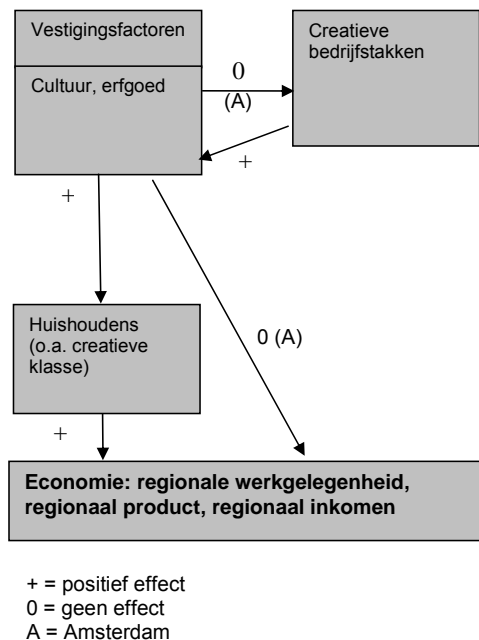 Vestigingsfactoren
Cultuur, erfgoed
0
(A)
Creatieve
bedrijfstakken
+
+
Huishoudens
(o.a. creatieve
klasse)
0 (A)
+
Economie: regionale werkgelegenheid,
regionaal product, regionaal inkomen
+ = positief effect
0 = geen effect
A = Amsterdam